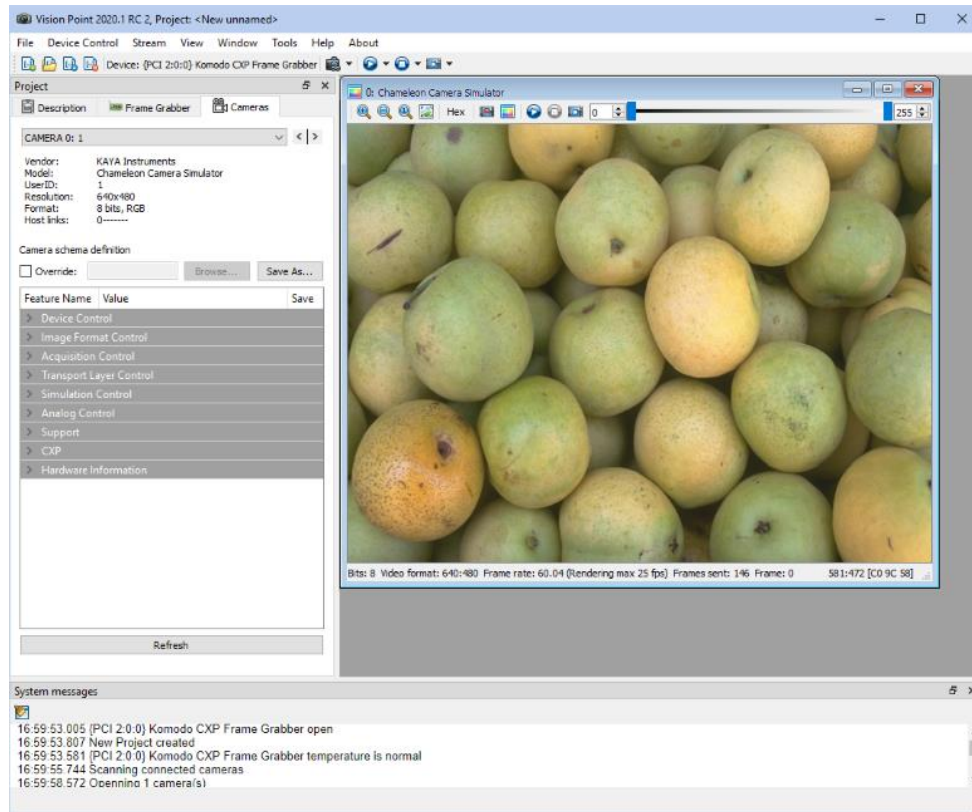 Vision Point 2020.1 RC 2, Project: <New unnamed>
File Device Control Stream View Window Tools Help About
Device: {PCI 2:0:0} Komodo CXP Frame Grabber
Project
Description Frame Grabber Cameras
CAMERA 0: 1 < >
Vendor: KAYA Instruments
Model: Chameleon Camera Simulator
UserID: 1
Resolution: 640x480
Format: 8 bits, RGB
Host links: 0-------
Camera schema definition
Override: Browse... Save As...
Feature Name Value Save
> Device Control
> Image Format Control
> Acquisition Control
> Transport Layer Control
> Simulation Control
> Analog Control
> Support
> CXP
> Hardware Information
Refresh
0: Chameleon Camera Simulator
Hex 0 255
Bits: 8 Video format: 640:480 Frame rate: 60.04 (Rendering max 25 fps) Frames sent: 146 Frame: 0 581:472 [C0 9C 58]
System messages
16:59:53.005 {PCI 2:0:0} Komodo CXP Frame Grabber open
16:59:53.807 New Project created
16:59:53.581 {PCI 2:0:0} Komodo CXP Frame Grabber temperature is normal
16:59:55.744 Scanning connected cameras
16:59:58.572 Openning 1 camera(s)